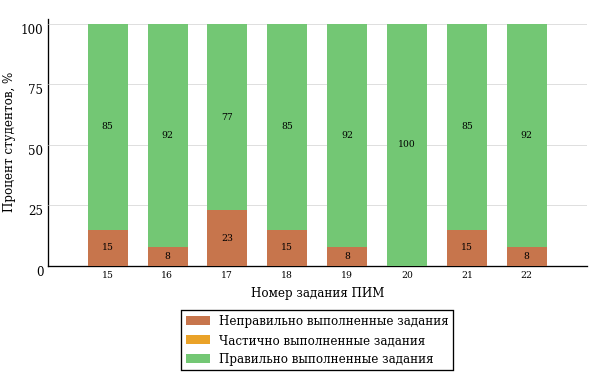 Процент студентов, %
100
75
50
25
0
85 92 77 85 92 100 85 92
15 8 23 15 8 15 8
15 16 17 18 19 20 21 22
Номер задания ПИМ
Неправильно выполненные задания
Частично выполненные задания
Правильно выполненные задания